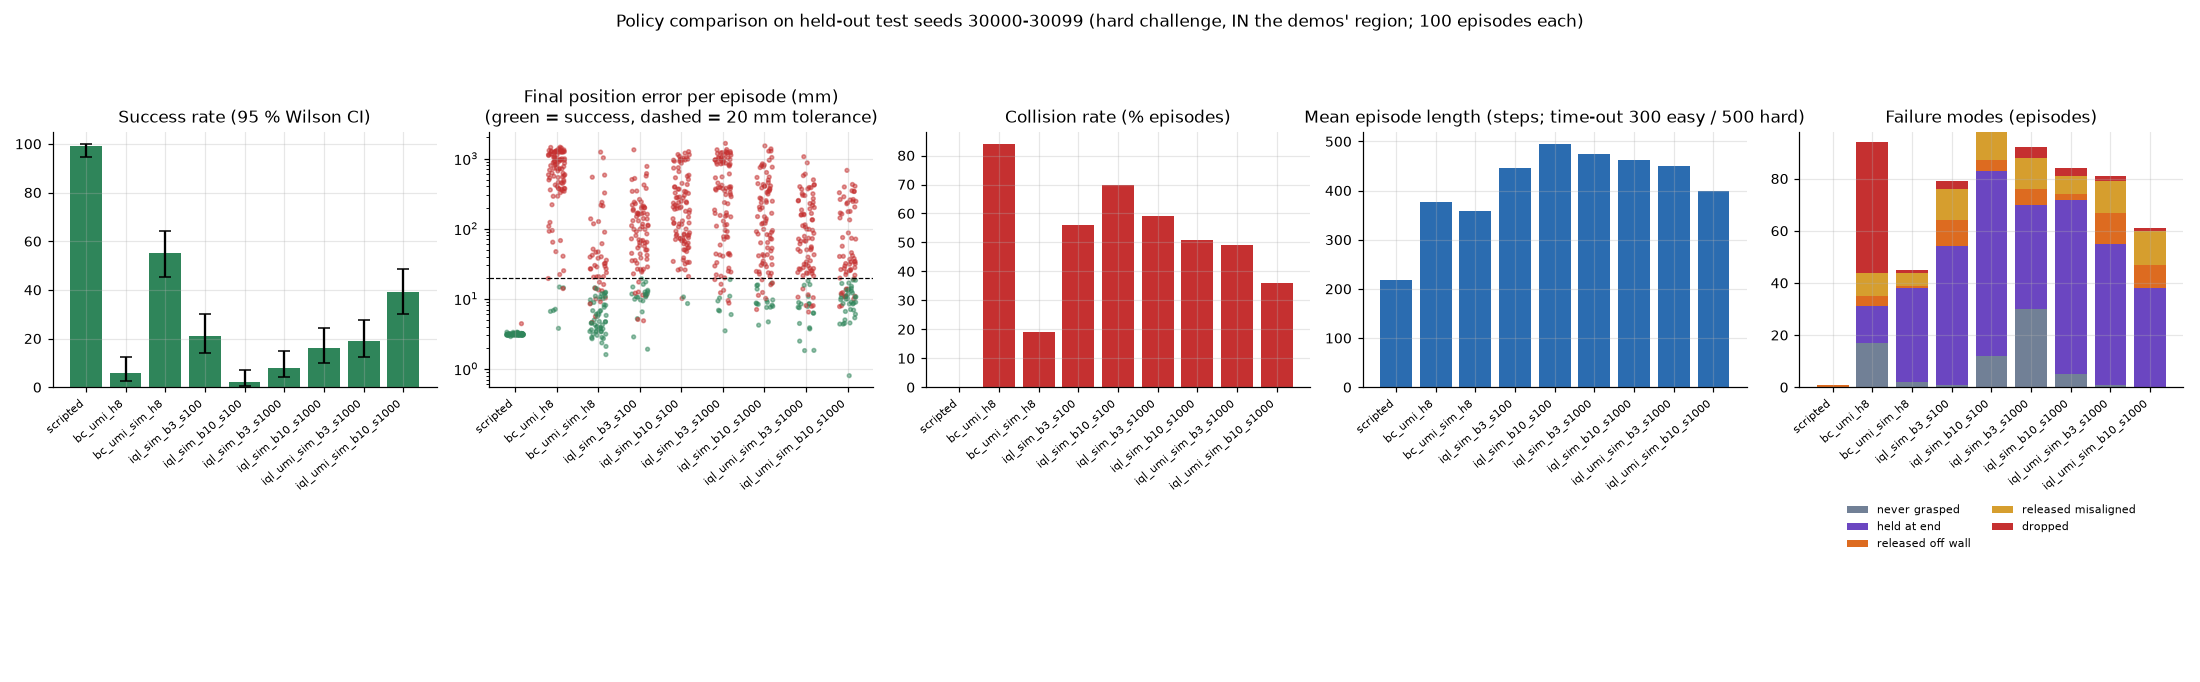 Policy comparison on held-out test seeds 30000-30099 (hard challenge, IN the demos' region; 100 episodes each)
Success rate (95 % Wilson CI)
100
80
60
40
20
0
scripted
bc_umi_h8
bc_umi_sim_h8
iql_sim_b3_s100
iql_sim_b10_s100
iql_sim_b3_s1000
iql_sim_b10_s1000
iql_umi_sim_b3_s1000
iql_umi_sim_b10_s1000
Final position error per episode (mm)
(green = success, dashed = 20 mm tolerance)
10³
10²
10¹
10⁰
scripted
bc_umi_h8
bc_umi_sim_h8
iql_sim_b3_s100
iql_sim_b10_s100
iql_sim_b3_s1000
iql_sim_b10_s1000
iql_umi_sim_b3_s1000
iql_umi_sim_b10_s1000
Collision rate (% episodes)
80
70
60
50
40
30
20
10
0
scripted
bc_umi_h8
bc_umi_sim_h8
iql_sim_b3_s100
iql_sim_b10_s100
iql_sim_b3_s1000
iql_sim_b10_s1000
iql_umi_sim_b3_s1000
iql_umi_sim_b10_s1000
Mean episode length (steps; time-out 300 easy / 500 hard)
500
400
300
200
100
0
scripted
bc_umi_h8
bc_umi_sim_h8
iql_sim_b3_s100
iql_sim_b10_s100
iql_sim_b3_s1000
iql_sim_b10_s1000
iql_umi_sim_b3_s1000
iql_umi_sim_b10_s1000
Failure modes (episodes)
80
60
40
20
0
scripted
bc_umi_h8
bc_umi_sim_h8
iql_sim_b3_s100
iql_sim_b10_s100
iql_sim_b3_s1000
iql_sim_b10_s1000
iql_umi_sim_b3_s1000
iql_umi_sim_b10_s1000
never grasped
held at end
released off wall
released misaligned
dropped